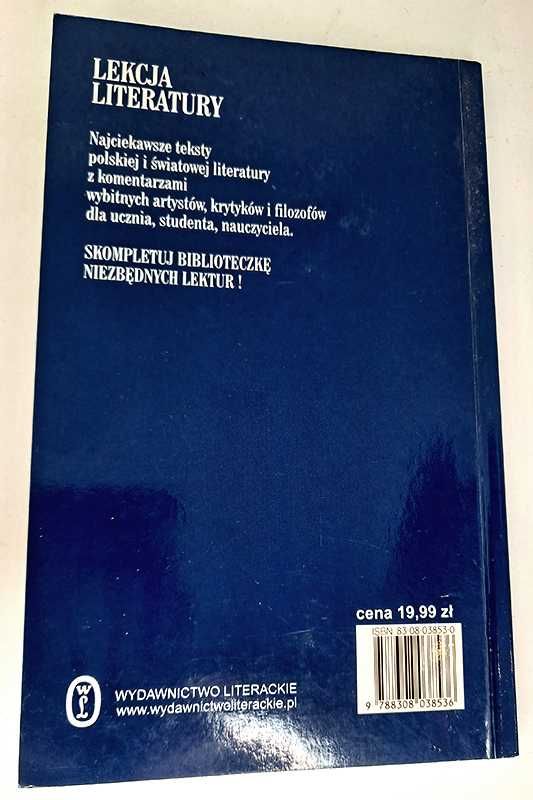 LEKCJA
LITERATURY
Najciekawsze teksty
polskiej i światowej literatury
z komentarzami
wybitnych artystów, krytyków i filozofów
dla ucznia, studenta, nauczyciela.
SKOMPLETUJ BIBLIOTECZKĘ
NIEZBĘDNYCH LEKTUR !
cena 19,99 zł
ISBN 83-08-03853-0
9 788308 038536
WL
WYDAWNICTWO LITERACKIE
www.wydawnictwoliterackie.pl